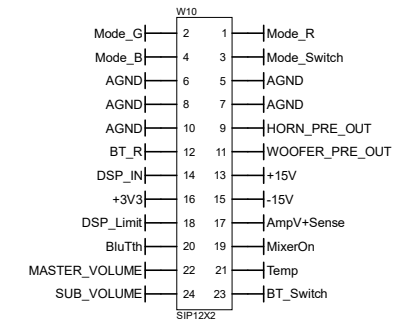 W10
Mode_G 2 1 Mode_R
Mode_B 4 3 Mode_Switch
AGND 6 5 AGND
AGND 8 7 AGND
AGND 10 9 HORN_PRE_OUT
BT_R 12 11 WOOFER_PRE_OUT
DSP_IN 14 13 +15V
+3V3 16 15 -15V
DSP_Limit 18 17 AmpV+Sense
BluTth 20 19 MixerOn
MASTER_VOLUME 22 21 Temp
SUB_VOLUME 24 23 BT_Switch
SIP12X2